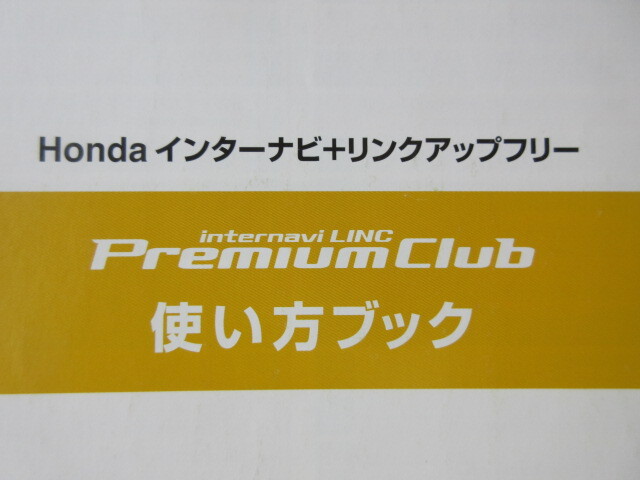 Honda インターナビ+リンクアップフリー
internavi LINC
Premium Club
使い方ブック